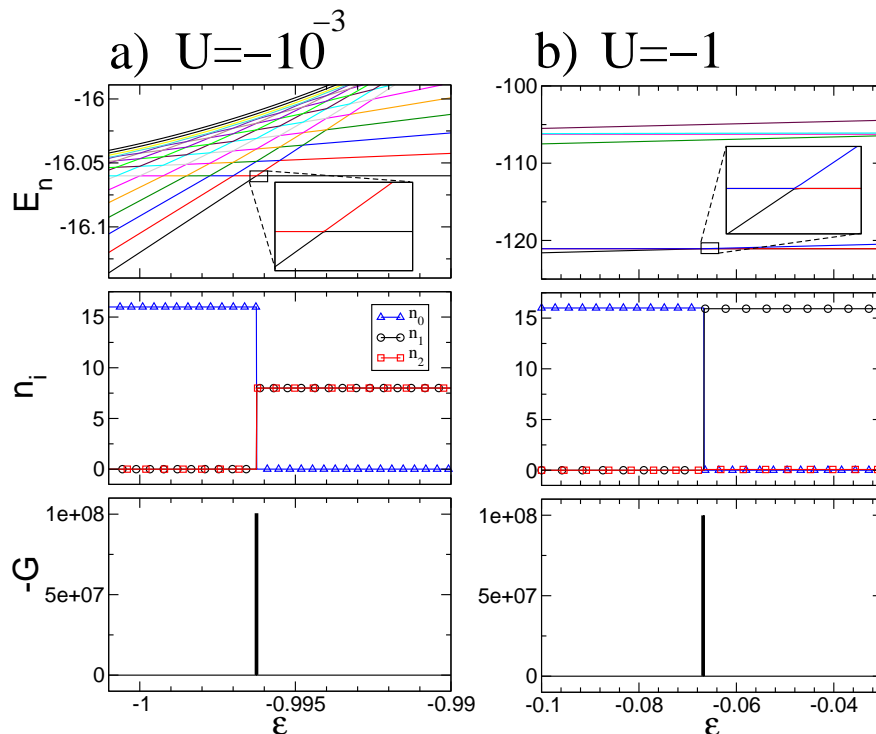 a) U=-10⁻³
b) U=-1
E_n
-16
-16.05
-16.1
-100
-105
-110
-115
-120
n_i
15
10
5
0
n_0
n_1
n_2
15
10
5
0
-G
1e+08
5e+07
0
-1
-0.995
-0.99
ε
1e+08
5e+07
0
-0.1
-0.08
-0.06
-0.04
ε